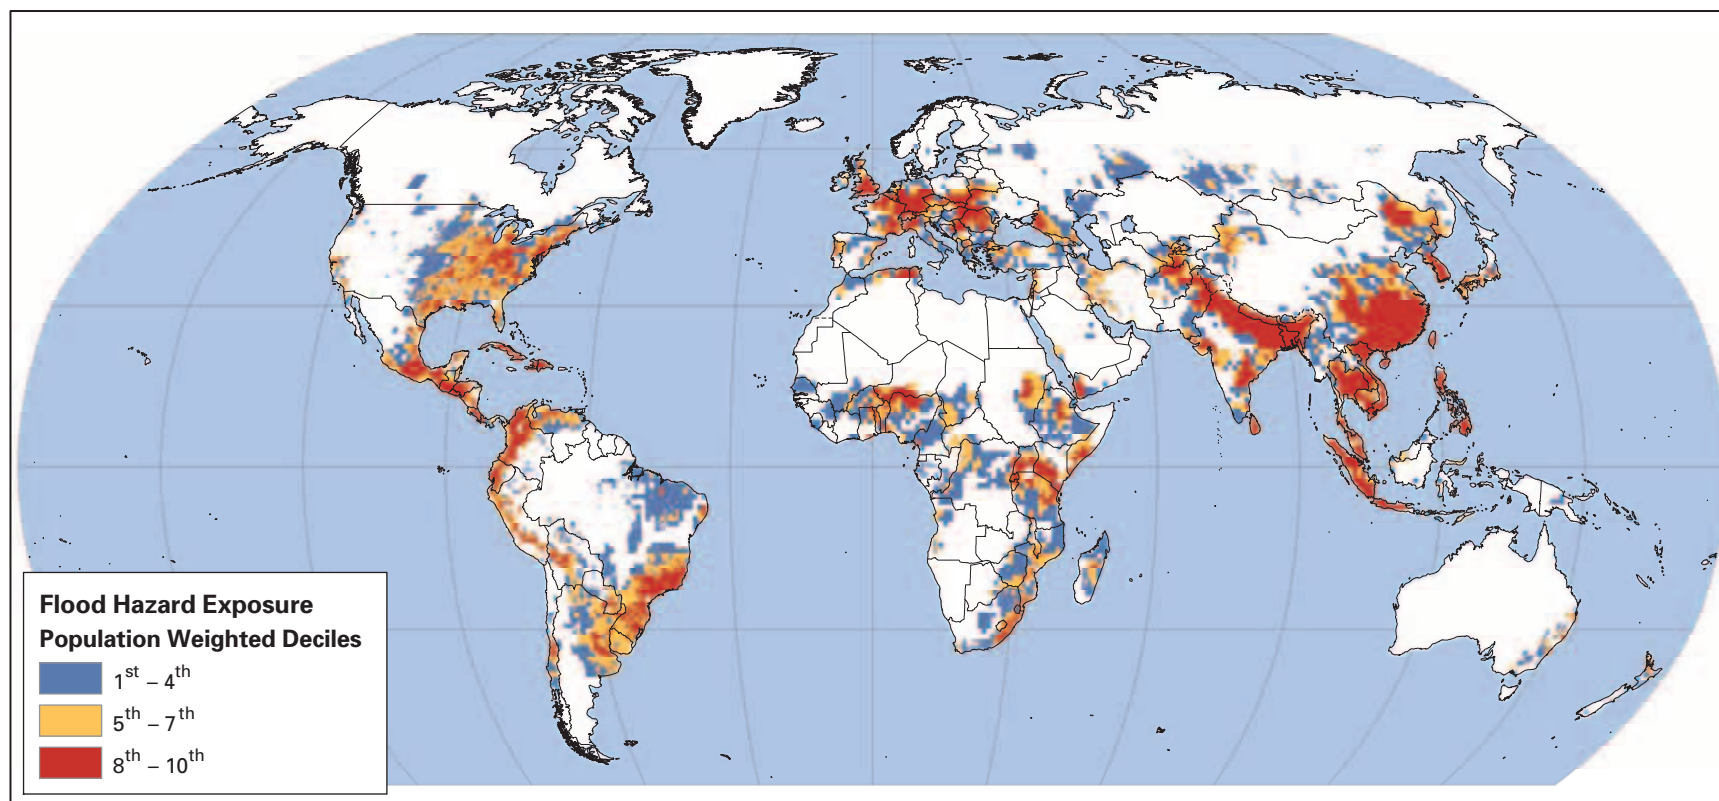 Flood Hazard Exposure
Population Weighted Deciles
1st – 4th
5th – 7th
8th – 10th